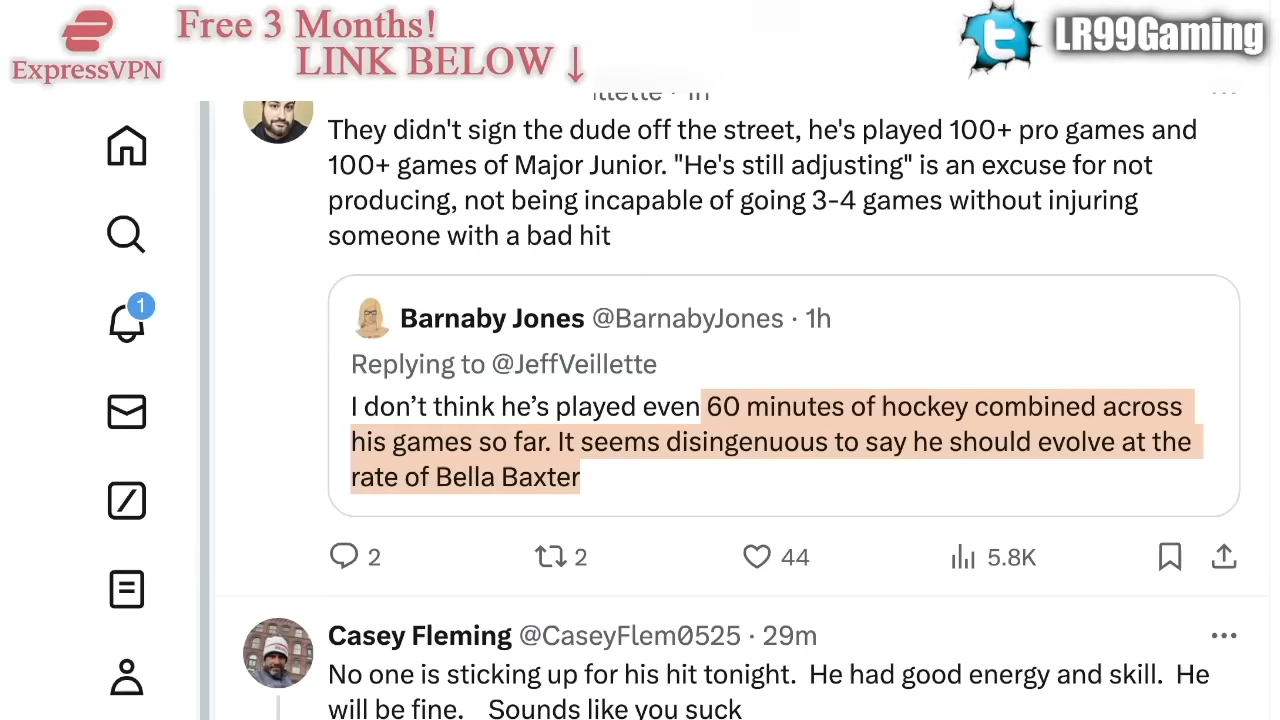 Free 3 Months!
LINK BELOW ↓
ExpressVPN
LR99Gaming
They didn't sign the dude off the street, he's played 100+ pro games and
100+ games of Major Junior. "He's still adjusting" is an excuse for not
producing, not being incapable of going 3-4 games without injuring
someone with a bad hit
Barnaby Jones @BarnabyJones · 1h
Replying to @JeffVeillette
I don’t think he’s played even 60 minutes of hockey combined across
his games so far. It seems disingenuous to say he should evolve at the
rate of Bella Baxter
2 2 44 5.8K
1
Casey Fleming @CaseyFlem0525 · 29m
No one is sticking up for his hit tonight. He had good energy and skill. He
will be fine. Sounds like you suck